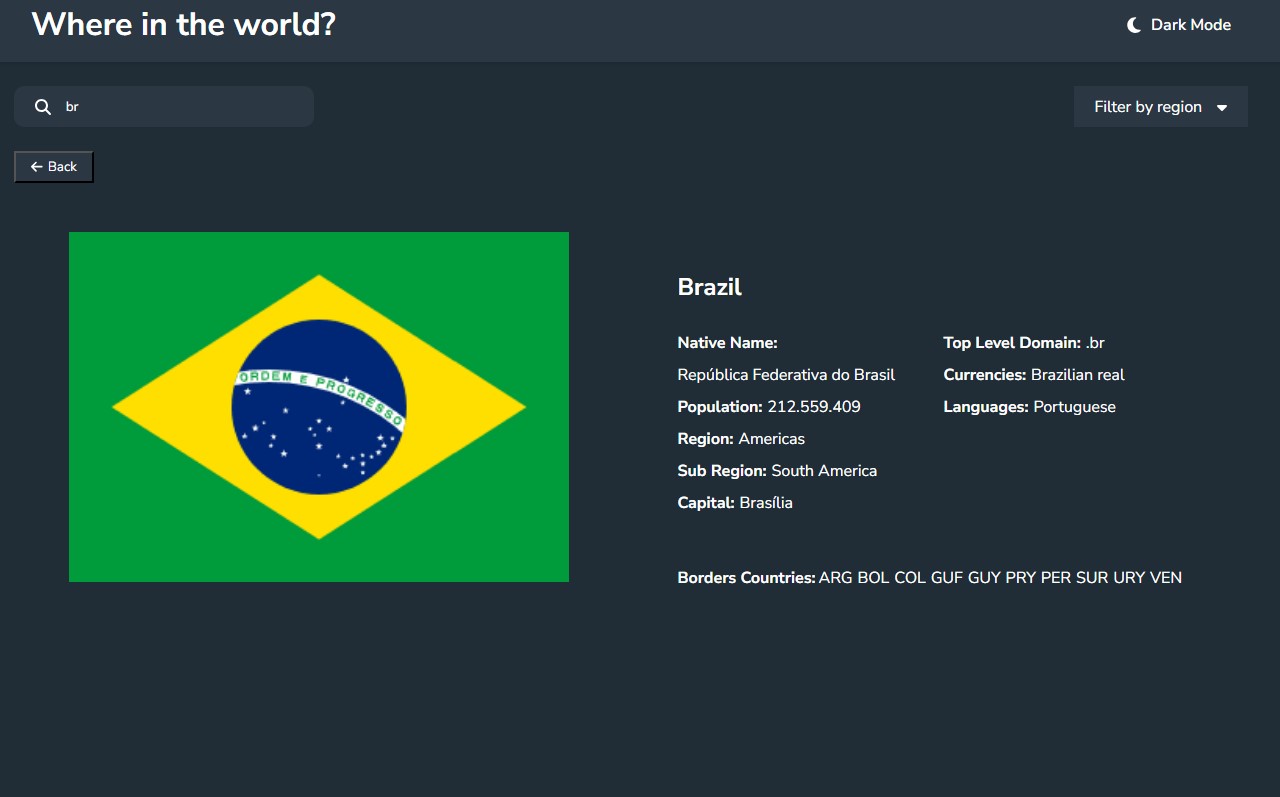 Where in the world?
Dark Mode
br
Filter by region
Back
ORDEM E PROGRESSO
Brazil
Native Name:
República Federativa do Brasil
Population: 212.559.409
Region: Americas
Sub Region: South America
Capital: Brasília
Top Level Domain: .br
Currencies: Brazilian real
Languages: Portuguese
Borders Countries: ARG BOL COL GUF GUY PRY PER SUR URY VEN